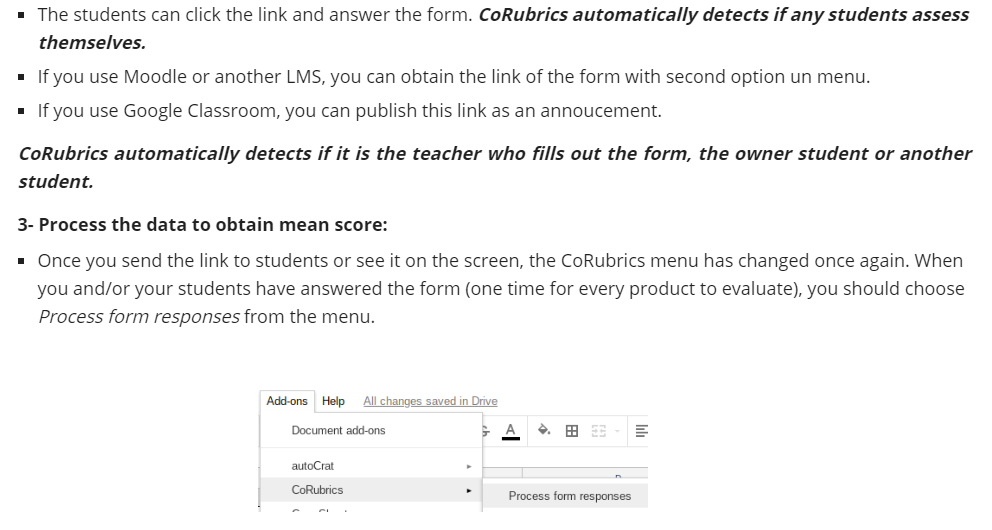 The students can click the link and answer the form. CoRubrics automatically detects if any students assess
themselves.
If you use Moodle or another LMS, you can obtain the link of the form with second option un menu.
If you use Google Classroom, you can publish this link as an annoucement.
CoRubrics automatically detects if it is the teacher who fills out the form, the owner student or another
student.
3- Process the data to obtain mean score:
Once you send the link to students or see it on the screen, the CoRubrics menu has changed once again. When
you and/or your students have answered the form (one time for every product to evaluate), you should choose
Process form responses from the menu.
Add-ons Help All changes saved in Drive
Document add-ons
A
autoCrat
CoRubrics
Process form responses